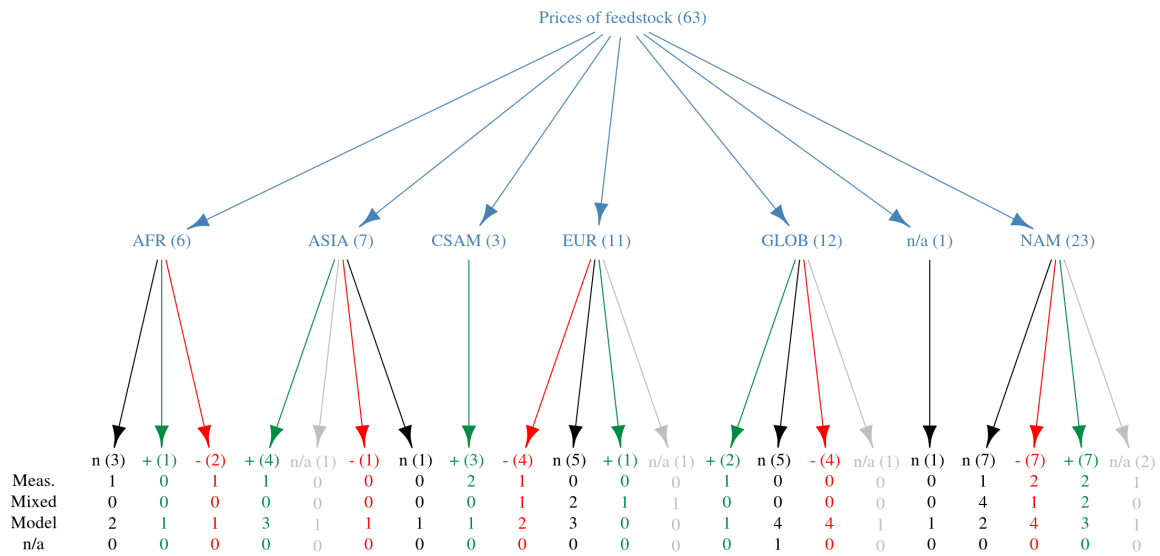 Prices of feedstock (63)
AFR (6) ASIA (7) CSAM (3) EUR (11) GLOB (12) n/a (1) NAM (23)
n (3) + (1) - (2) + (4) n/a (1) - (1) n (1) + (3) - (4) n (5) + (1) n/a (1) + (2) n (5) - (4) n/a (1) n (1) n (7) - (7) + (7) n/a (2)
Meas. 1 0 1 1 0 0 0 2 1 0 0 0 1 0 0 0 0 1 2 2 1
Mixed 0 0 0 0 0 0 0 0 1 2 1 1 0 0 0 0 0 4 1 2 0
Model 2 1 1 3 1 1 1 1 2 3 0 0 1 4 4 1 1 2 4 3 1
n/a 0 0 0 0 0 0 0 0 0 0 0 0 0 1 0 0 0 0 0 0 0